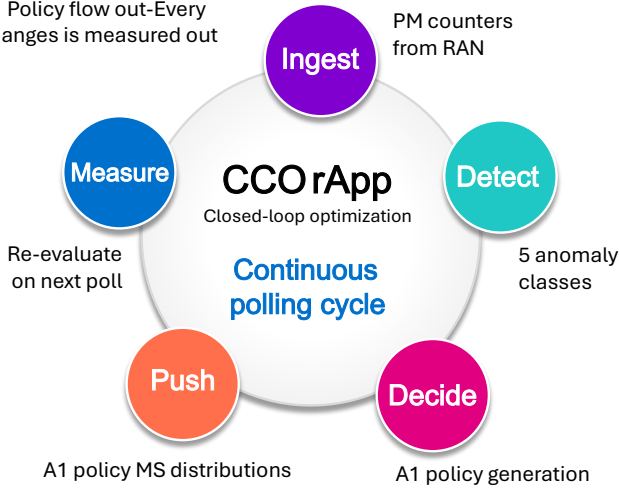 Policy flow out-Every
anges is measured out
Ingest
PM counters
from RAN
Measure
Detect
CCO rApp
Closed-loop optimization
Continuous
polling cycle
Re-evaluate
on next poll
5 anomaly
classes
Push
Decide
A1 policy MS distributions
A1 policy generation